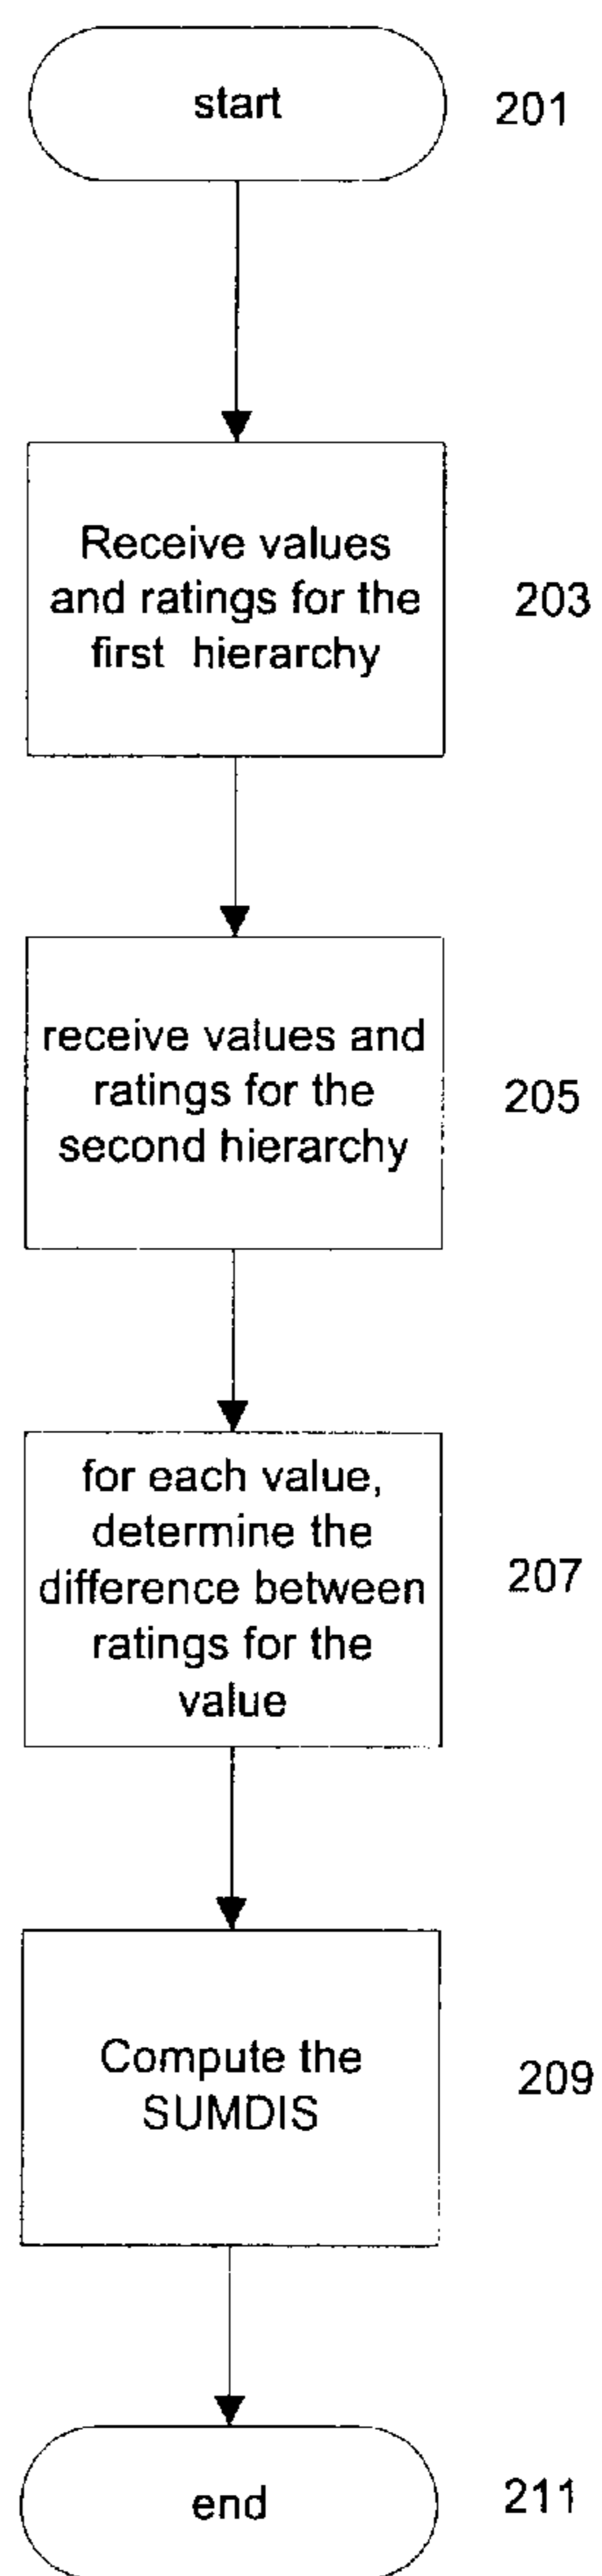 start
201
Receive values
and ratings for the
first hierarchy
203
receive values and
ratings for the
second hierarchy
205
for each value,
determine the
difference between
ratings for the
value
207
Compute the
SUMDIS
209
end
211